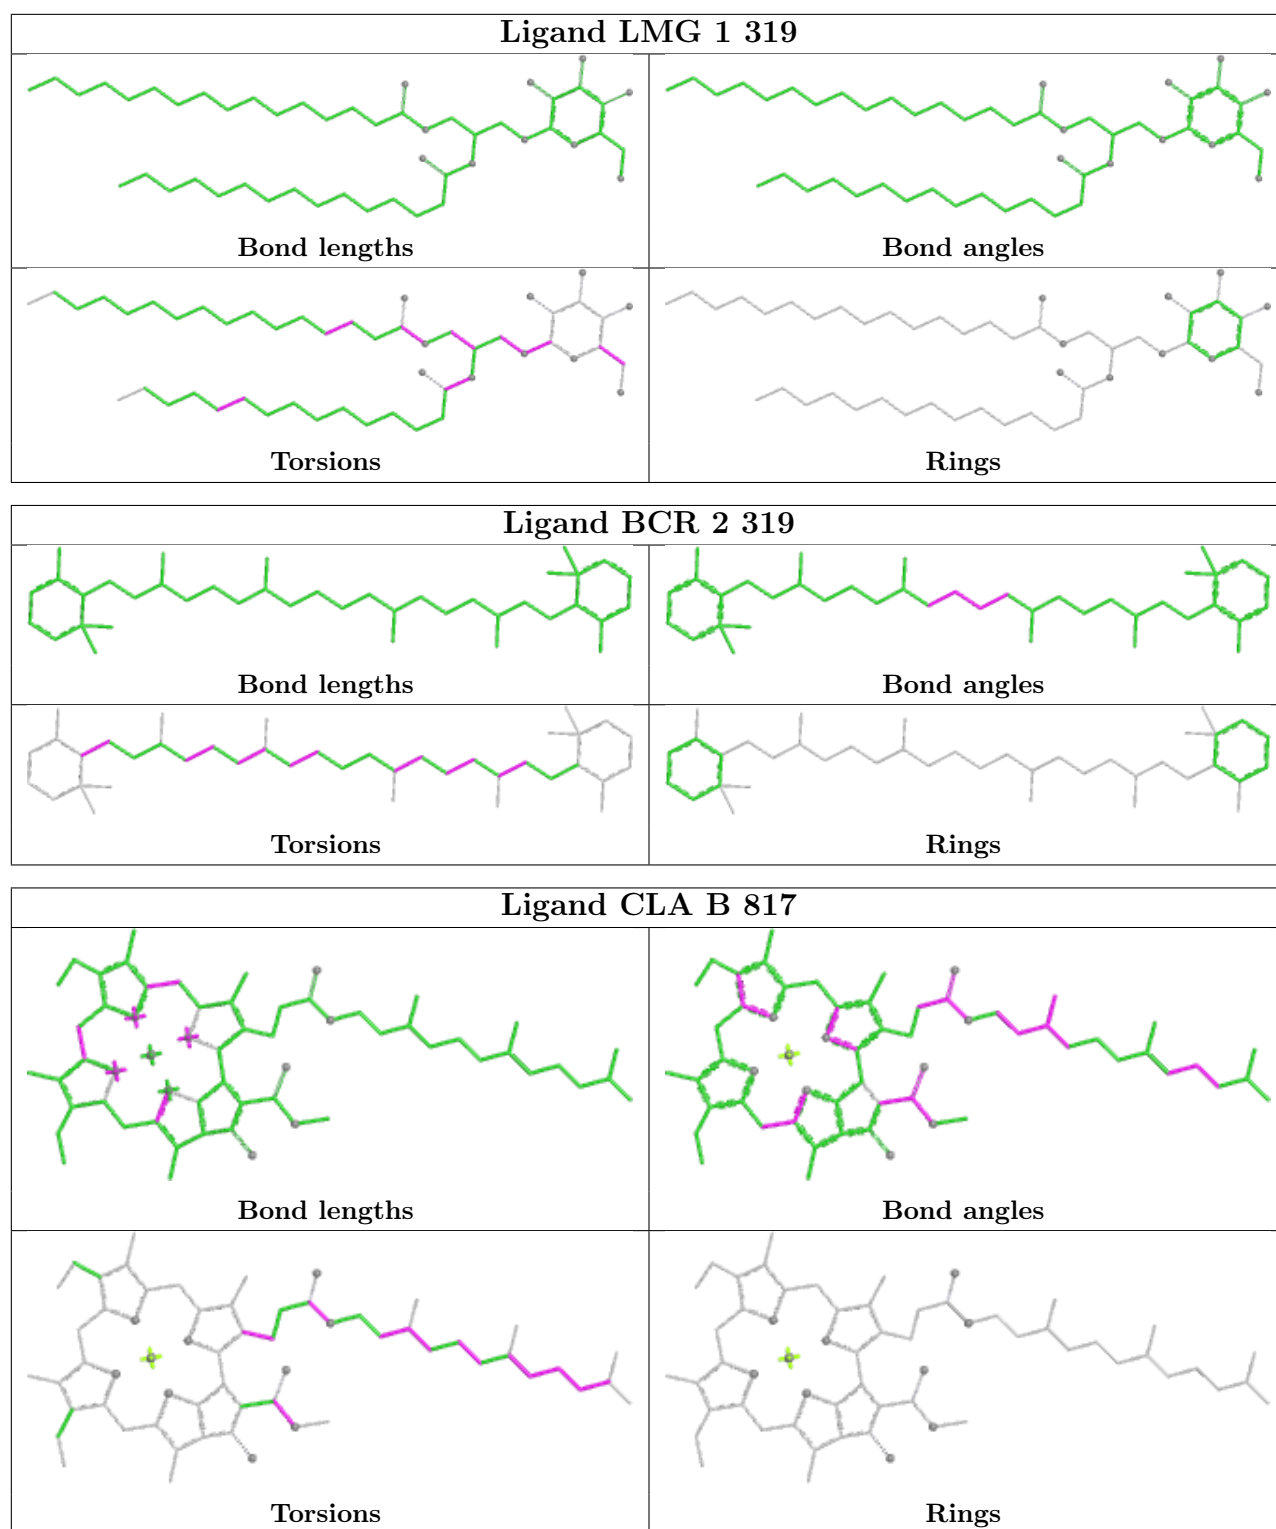 Ligand LMG 1 319
Bond lengths
Bond angles
Torsions
Rings
Ligand BCR 2 319
Bond lengths
Bond angles
Torsions
Rings
Ligand CLA B 817
Bond lengths
Bond angles
Torsions
Rings